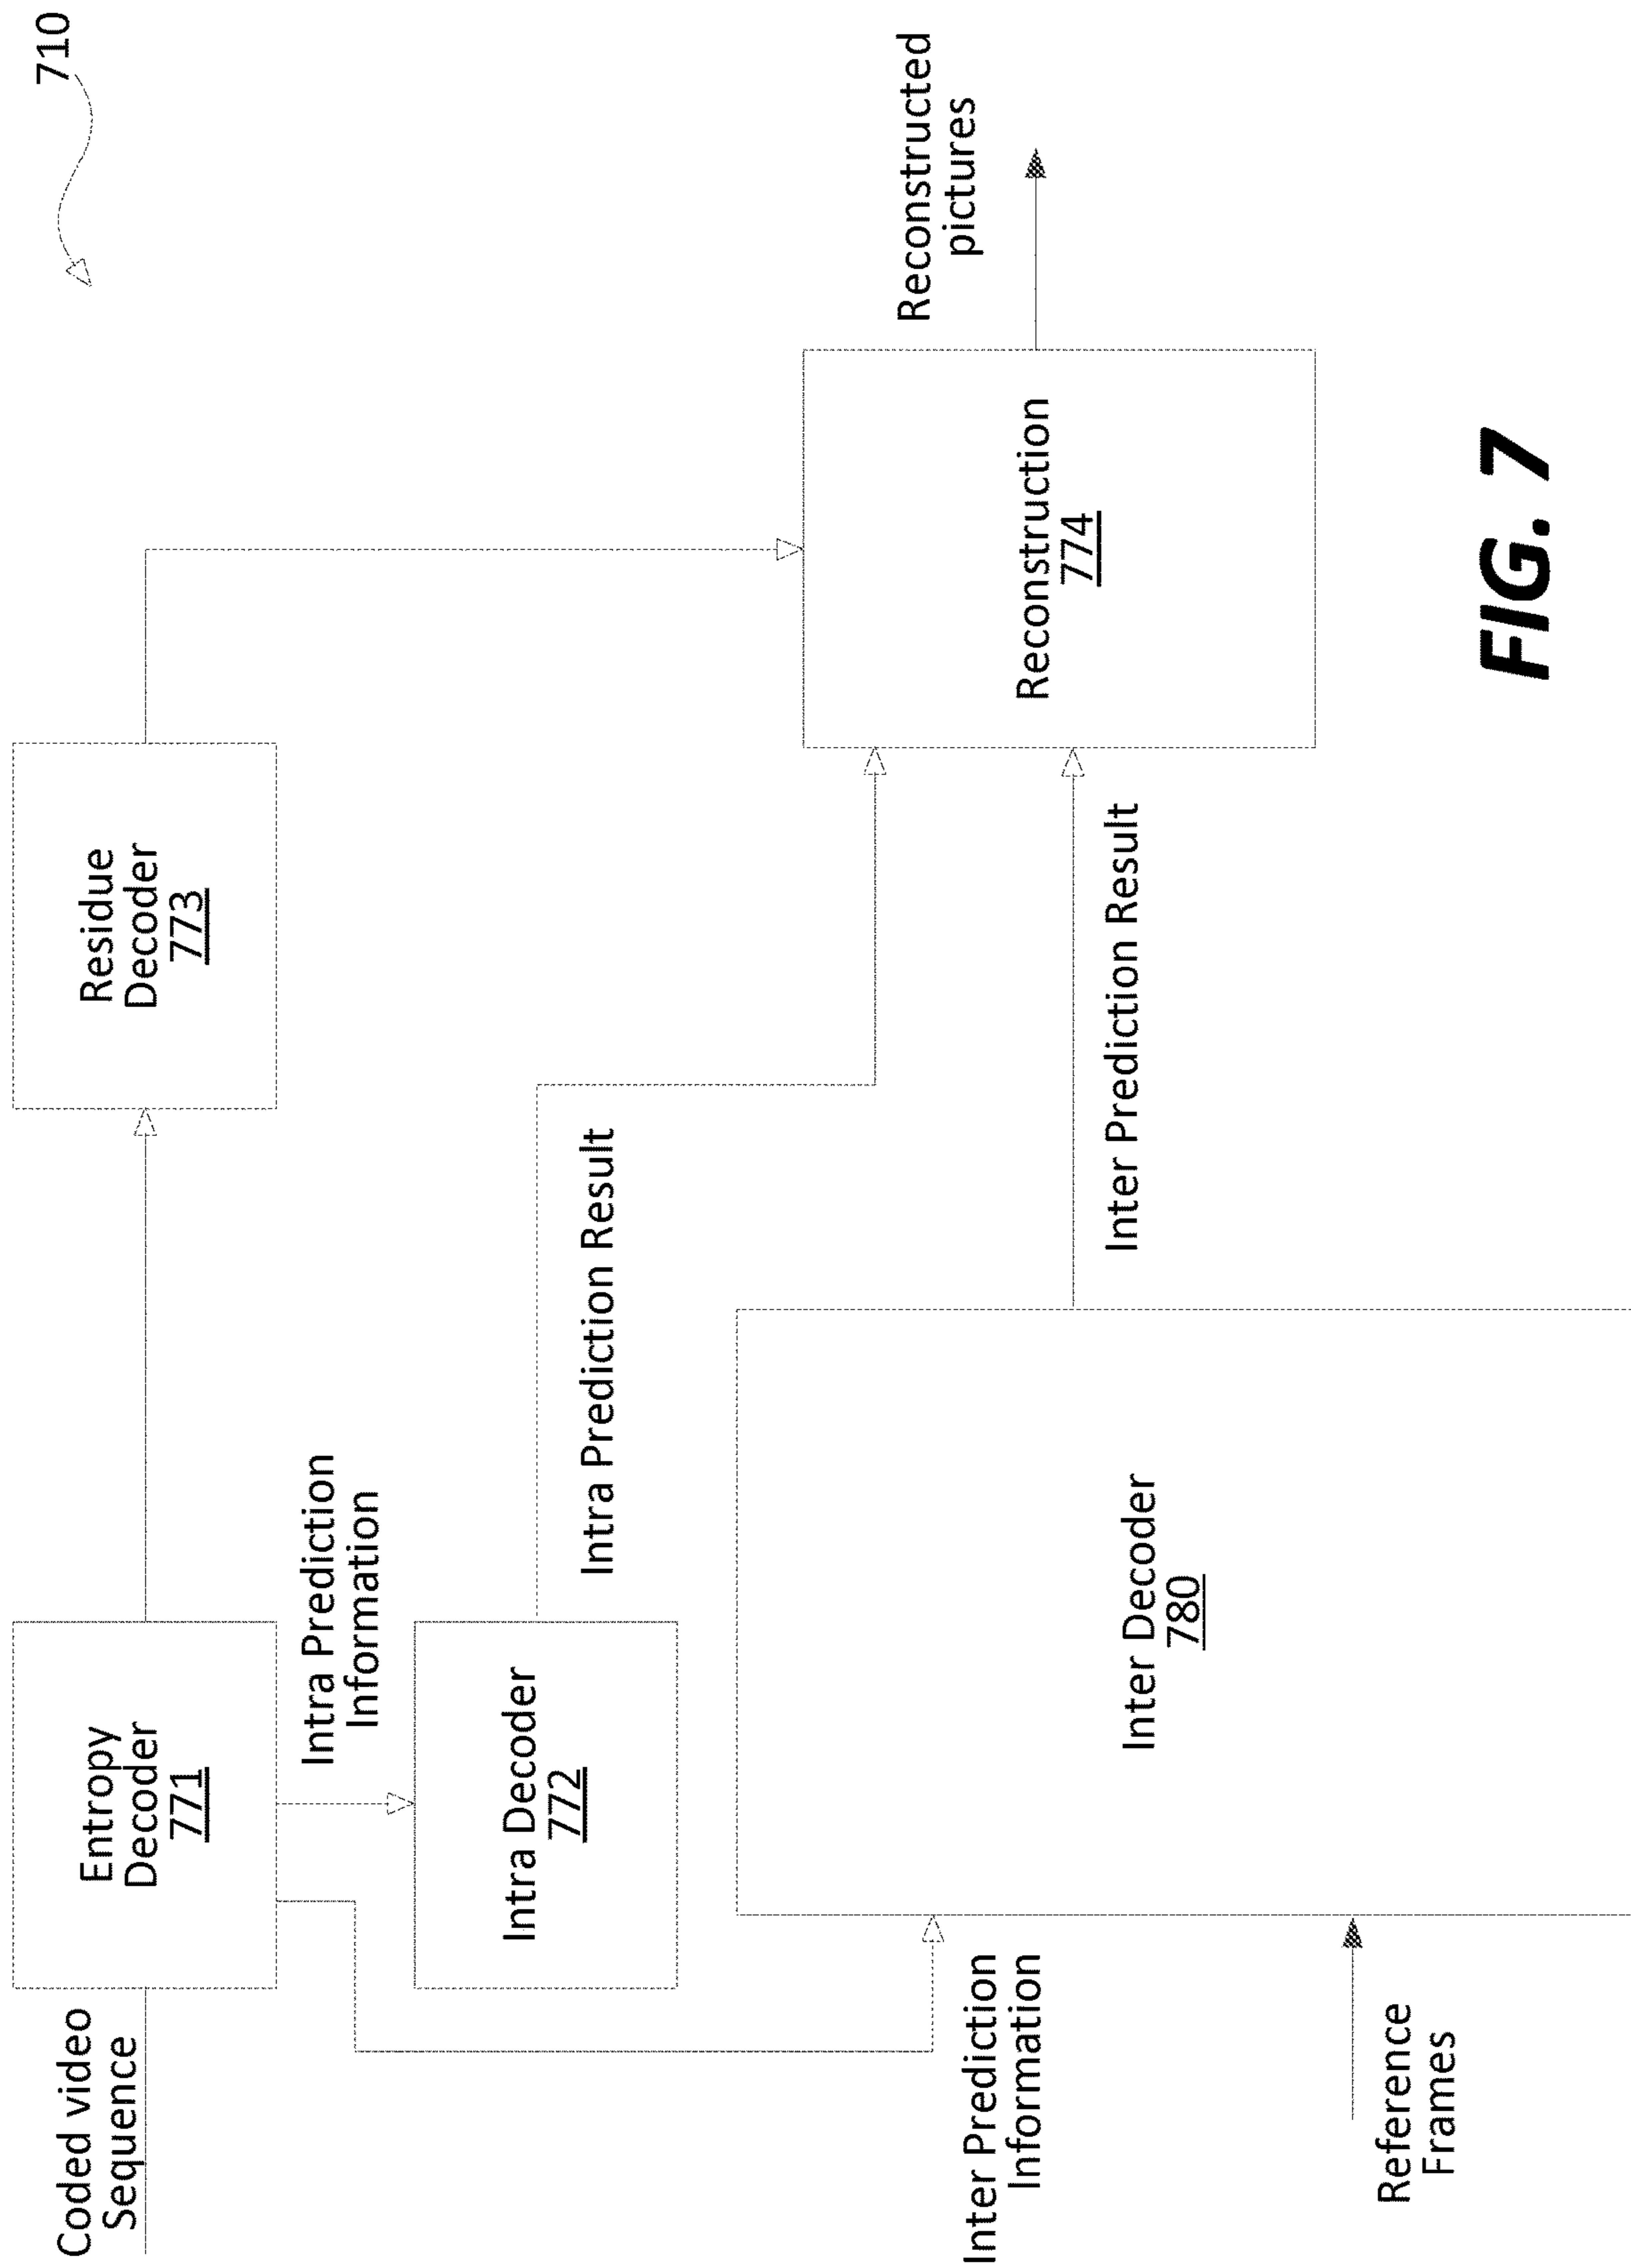 710
Coded video
Sequence
Entropy
Decoder
771
Residue
Decoder
773
Intra Prediction
Information
Intra Decoder
772
Intra Prediction Result
Reconstructed
pictures
Inter Prediction
Information
Inter Decoder
780
Inter Prediction Result
Reconstruction
774
Reference
Frames
FIG. 7